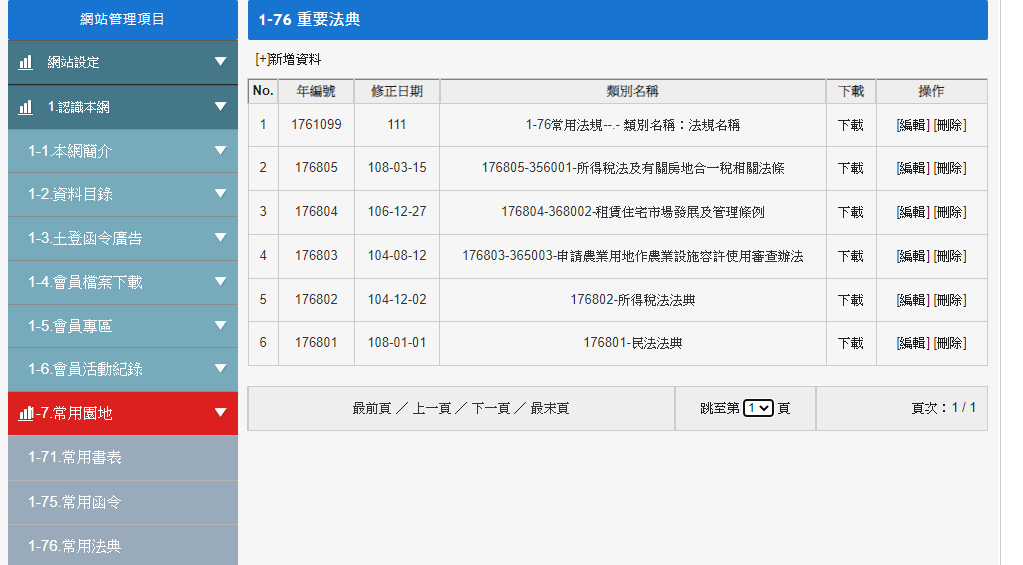 網站管理項目
網站設定
1.認識本網
1-1.本網簡介
1-2.資料目錄
1-3.土登函令廣告
1-4.會員檔案下載
1-5.會員專區
1-6.會員活動紀錄
-7.常用園地
1-71.常用書表
1-75.常用函令
1-76.常用法典
1-76 重要法典
[+]新增資料
No. 年編號 修正日期 類別名稱 下載 操作
1 1761099 111 1-76常用法規--.- 類別名稱：法規名稱 下載 [編輯] [刪除]
2 176805 108-03-15 176805-356001-所得稅法及有關房地合一稅相關法條 下載 [編輯] [刪除]
3 176804 106-12-27 176804-368002-租賃住宅市場發展及管理條例 下載 [編輯] [刪除]
4 176803 104-08-12 176803-365003-申請農業用地作農業設施容許使用審查辦法 下載 [編輯] [刪除]
5 176802 104-12-02 176802-所得稅法法典 下載 [編輯] [刪除]
6 176801 108-01-01 176801-民法法典 下載 [編輯] [刪除]
最前頁 ／ 上一頁 ／ 下一頁 ／ 最末頁 跳至第 1 頁 頁次：1 / 1